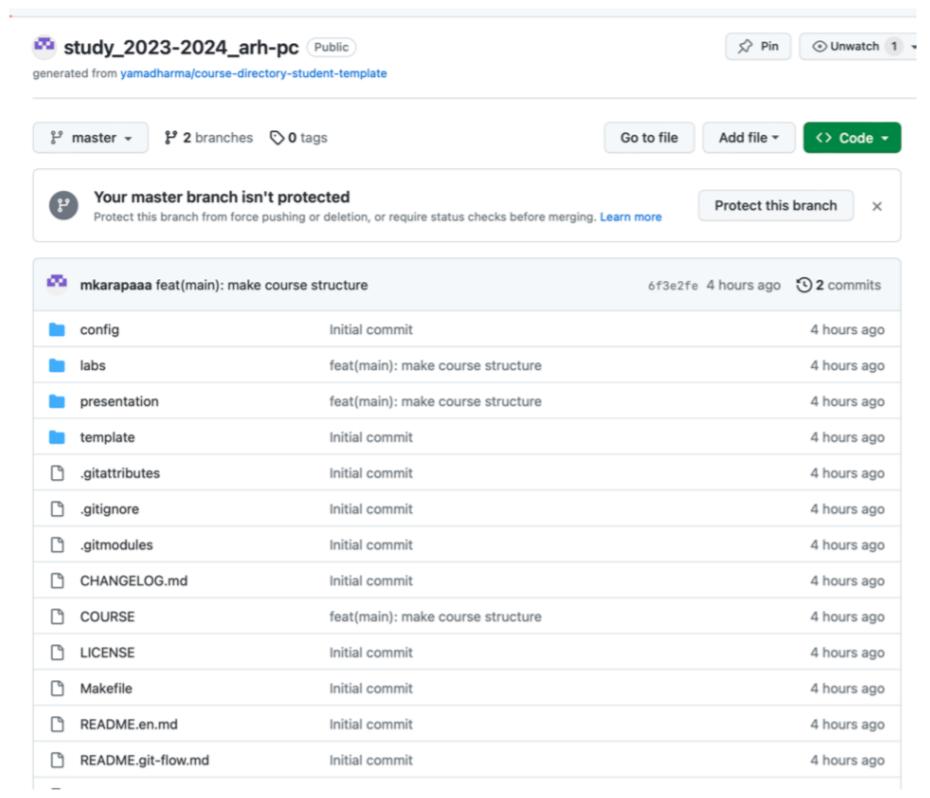 study_2023-2024_arh-pc Public Pin Unwatch 1
generated from yamadharma/course-directory-student-template
master 2 branches 0 tags Go to file Add file Code
Your master branch isn't protected
Protect this branch from force pushing or deletion, or require status checks before merging. Learn more Protect this branch
mkarapaaa feat(main): make course structure 6f3e2fe 4 hours ago 2 commits
config Initial commit 4 hours ago
labs feat(main): make course structure 4 hours ago
presentation feat(main): make course structure 4 hours ago
template Initial commit 4 hours ago
.gitattributes Initial commit 4 hours ago
.gitignore Initial commit 4 hours ago
.gitmodules Initial commit 4 hours ago
CHANGELOG.md Initial commit 4 hours ago
COURSE feat(main): make course structure 4 hours ago
LICENSE Initial commit 4 hours ago
Makefile Initial commit 4 hours ago
README.en.md Initial commit 4 hours ago
README.git-flow.md Initial commit 4 hours ago